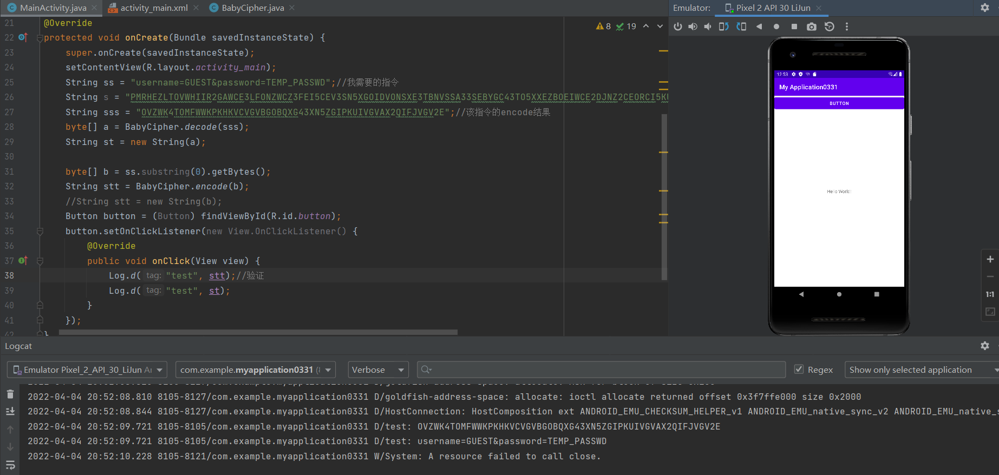 MainActivity.java activity_main.xml BabyCipher.java
Emulator: Pixel 2 API 30 LiJun
8 19
21 @Override
22 protected void onCreate(Bundle savedInstanceState) {
23 super.onCreate(savedInstanceState);
24 setContentView(R.layout.activity_main);
25 String ss = "username=GUEST&password=TEMP_PASSWD";//我需要的指令
26 String s = "PMRHEZLTOVWHIIR2GAWCE3LFONZWCZ3FEI5CEV3SN5XGOIDVONSXE3TBNVSSA33SEBYGC43TO5XXEZBOEIWCE2DJNZ2CEORCI5KU
27 String sss = "OVZWK4TOMFWWKPKHKVCVGVBGOBQXG43XN5ZGIPKUIVGVAX2QIFJVGV2E";//该指令的encode结果
28 byte[] a = BabyCipher.decode(sss);
29 String st = new String(a);
30
31 byte[] b = ss.substring(0).getBytes();
32 String stt = BabyCipher.encode(b);
33 //String stt = new String(b);
34 Button button = (Button) findViewById(R.id.button);
35 button.setOnClickListener(new View.OnClickListener() {
36 @Override
37 public void onClick(View view) {
38 Log.d( tag: "test", stt);//验证
39 Log.d( tag: "test", st);
40 }
41 });
42 }
12:53
My Application0331
BUTTON
Hello World!
1:1
Logcat
Emulator Pixel_2_API_30_LiJun com.example.myapplication0331 Verbose Regex Show only selected application
2022-04-04 20:52:08.810 8105-8127/com.example.myapplication0331 D/goldfish-address-space: allocate: ioctl allocate returned offset 0x3f7ffe000 size 0x2000
2022-04-04 20:52:08.844 8105-8127/com.example.myapplication0331 D/HostConnection: HostComposition ext ANDROID_EMU_CHECKSUM_HELPER_v1 ANDROID_EMU_native_sync_v2 ANDROID_EMU_native_s
2022-04-04 20:52:09.721 8105-8105/com.example.myapplication0331 D/test: OVZWK4TOMFWWKPKHKVCVGVBGOBQXG43XN5ZGIPKUIVGVAX2QIFJVGV2E
2022-04-04 20:52:09.721 8105-8105/com.example.myapplication0331 D/test: username=GUEST&password=TEMP_PASSWD
2022-04-04 20:52:10.228 8105-8121/com.example.myapplication0331 W/System: A resource failed to call close.